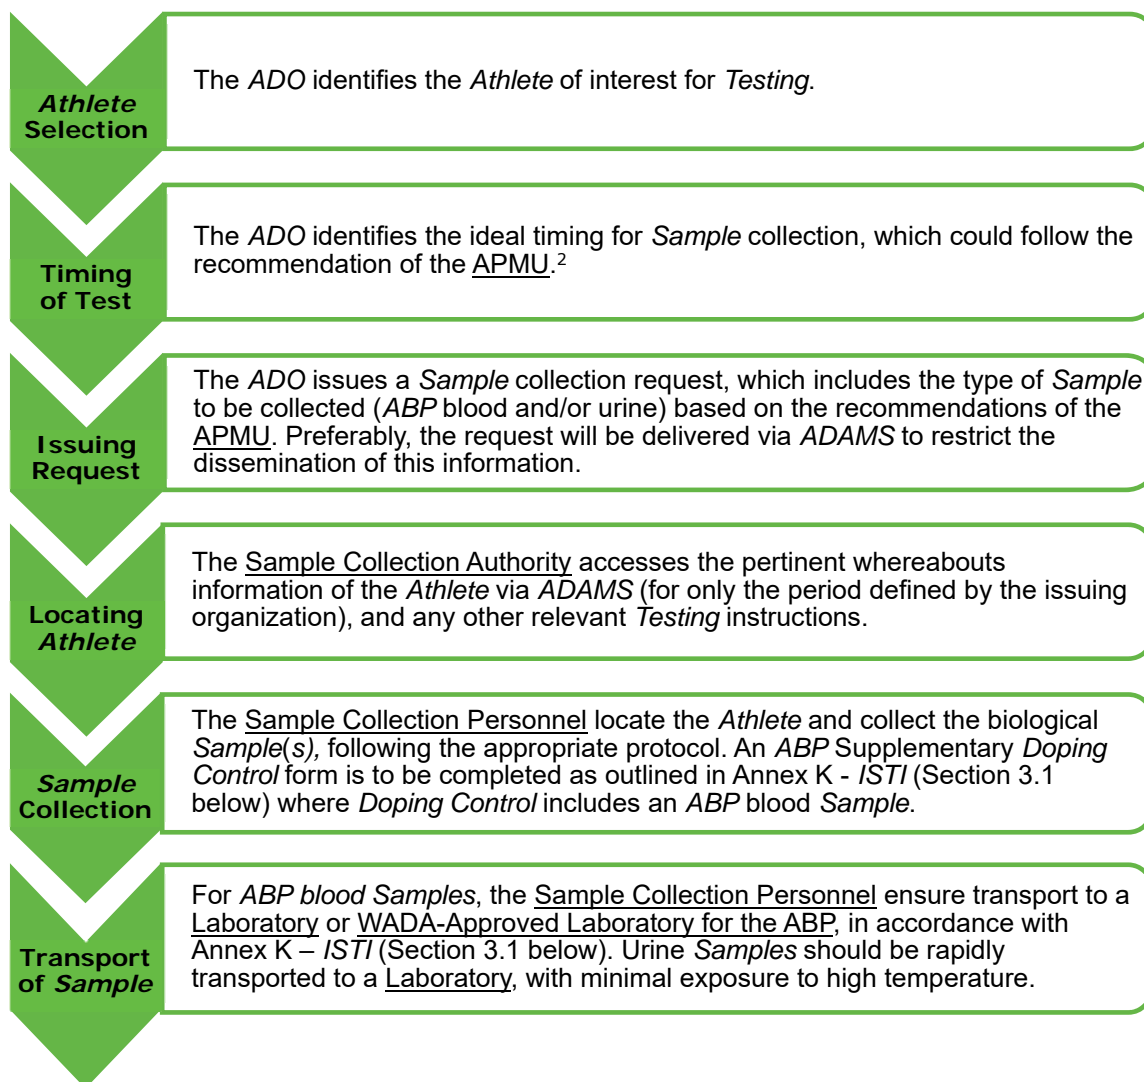 Athlete
Selection
The ADO identifies the Athlete of interest for Testing.
Timing
of Test
The ADO identifies the ideal timing for Sample collection, which could follow the
recommendation of the APMU.2
Issuing
Request
The ADO issues a Sample collection request, which includes the type of Sample
to be collected (ABP blood and/or urine) based on the recommendations of the
APMU. Preferably, the request will be delivered via ADAMS to restrict the
dissemination of this information.
Locating
Athlete
The Sample Collection Authority accesses the pertinent whereabouts
information of the Athlete via ADAMS (for only the period defined by the issuing
organization), and any other relevant Testing instructions.
Sample
Collection
The Sample Collection Personnel locate the Athlete and collect the biological
Sample(s), following the appropriate protocol. An ABP Supplementary Doping
Control form is to be completed as outlined in Annex K - ISTI (Section 3.1
below) where Doping Control includes an ABP blood Sample.
Transport
of Sample
For ABP blood Samples, the Sample Collection Personnel ensure transport to a
Laboratory or WADA-Approved Laboratory for the ABP, in accordance with
Annex K – ISTI (Section 3.1 below). Urine Samples should be rapidly
transported to a Laboratory, with minimal exposure to high temperature.